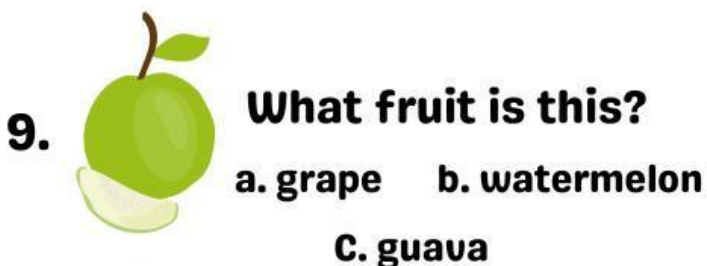 9. What fruit is this?
a. grape b. watermelon
C. guava